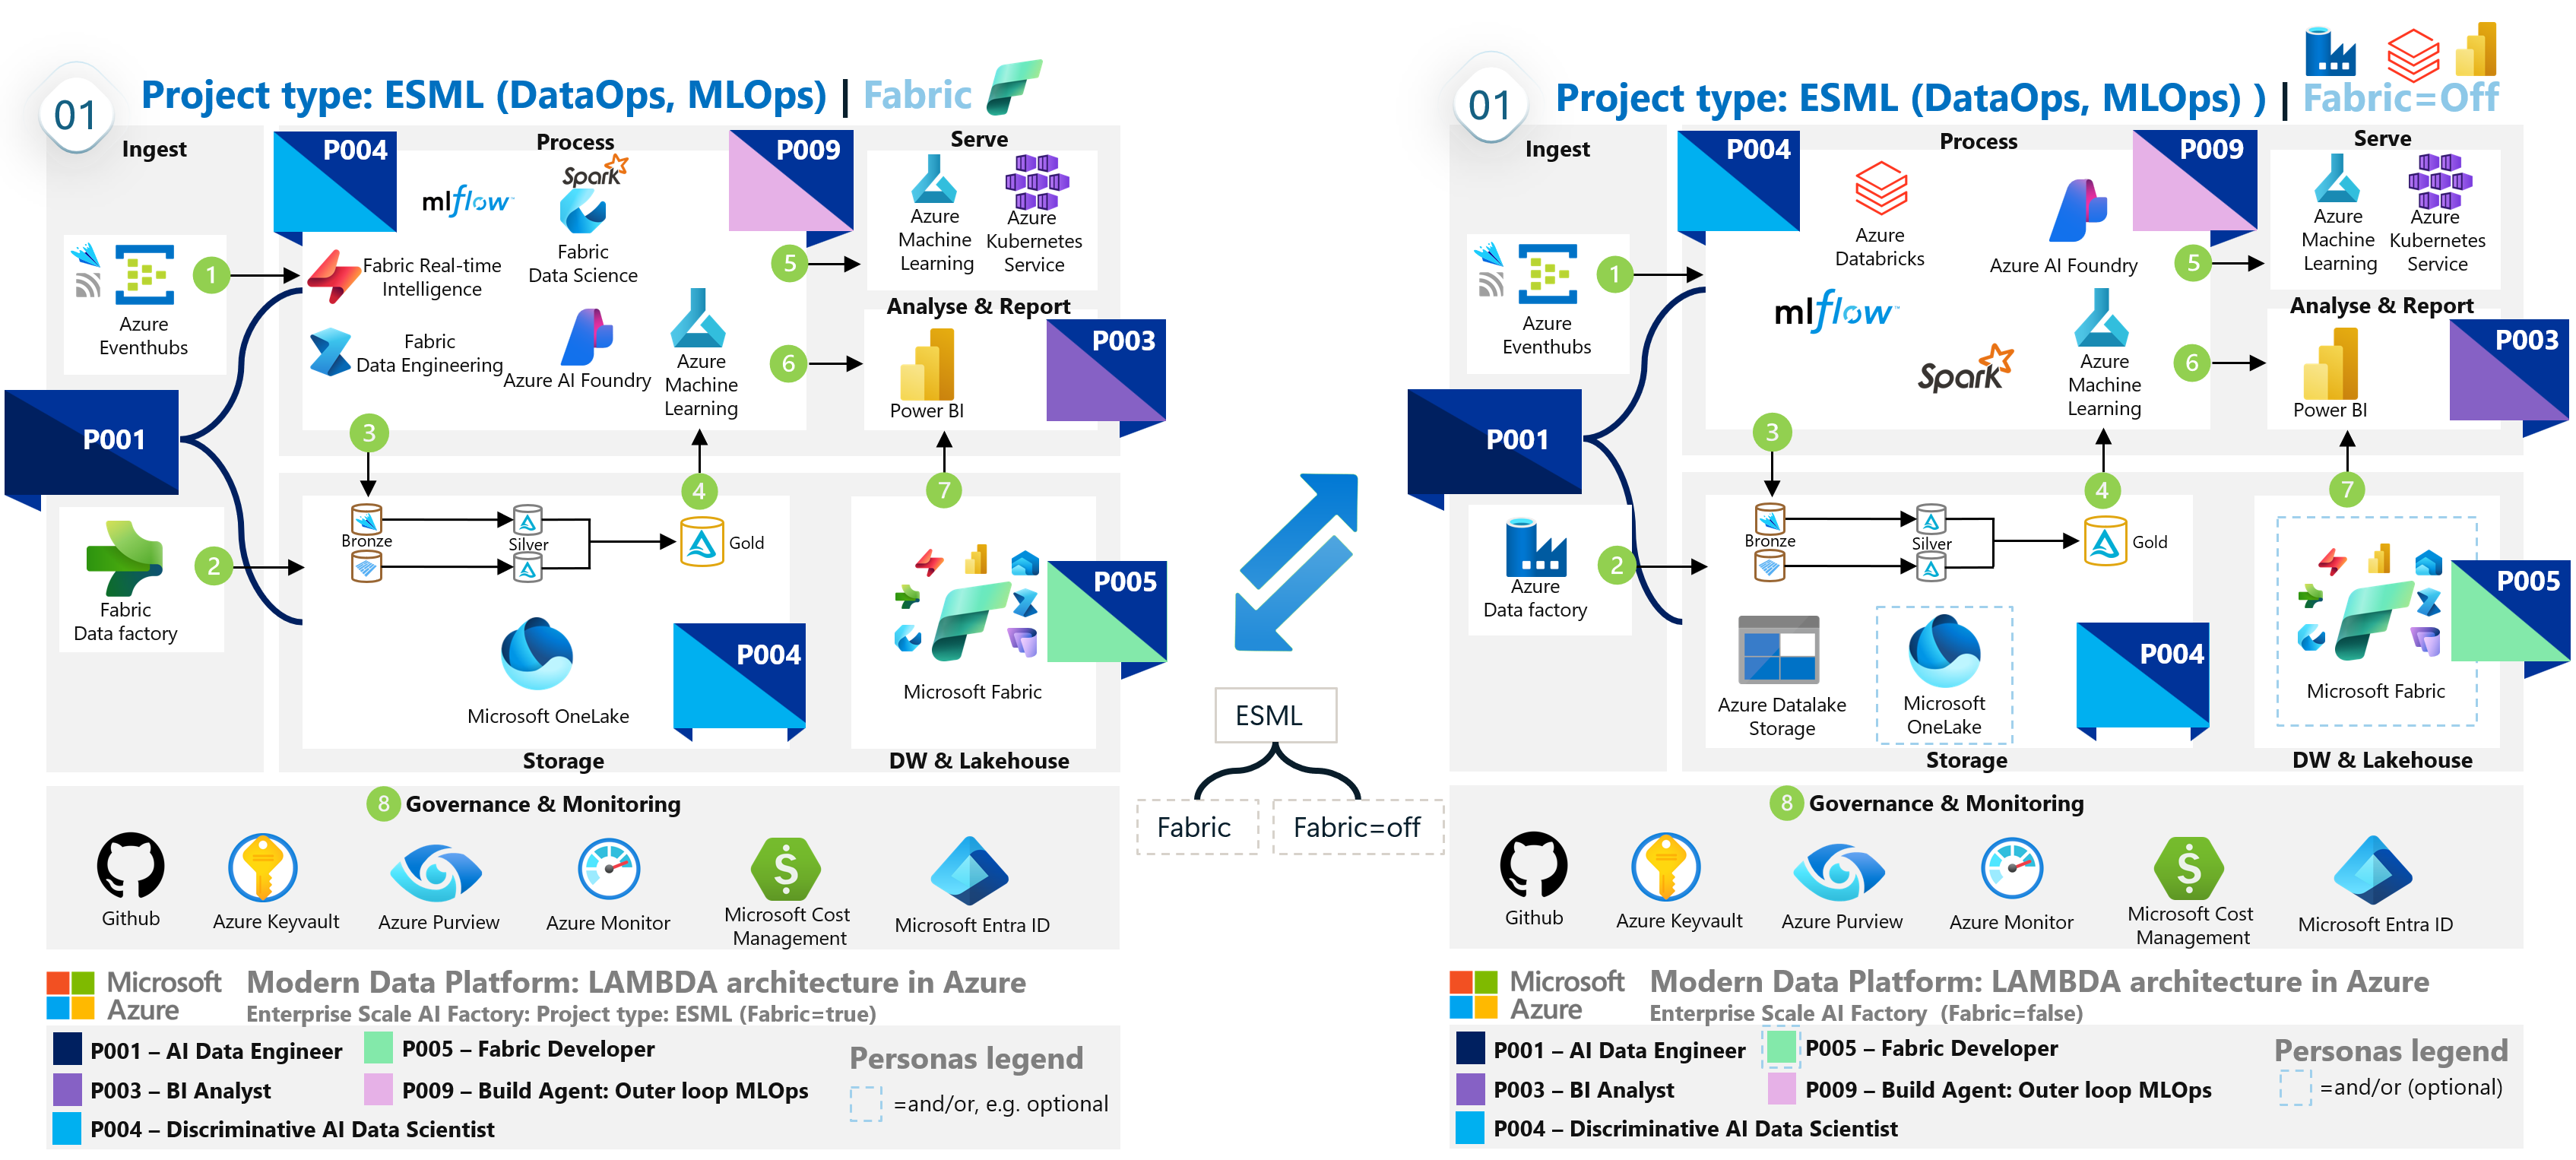 01
Project type: ESML (DataOps, MLOps) | Fabric
Ingest
P004
Process
P009
Serve
Spark
mlflow
Azure
Machine
Learning
Azure
Kubernetes
Service
Fabric
Data Science
1
Fabric Real-time
Intelligence
5
Azure
Eventhubs
Analyse & Report
Fabric
Data Engineering
Azure AI Foundry
Azure
Machine
Learning
6
Power BI
P003
P001
3
4
7
2
Fabric
Data factory
Bronze
Silver
Gold
Microsoft OneLake
P004
Microsoft Fabric
P005
Storage
DW & Lakehouse
8 Governance & Monitoring
Github
Azure Keyvault
Azure Purview
Azure Monitor
Microsoft Cost
Management
Microsoft Entra ID
Microsoft
Azure
Modern Data Platform: LAMBDA architecture in Azure
Enterprise Scale AI Factory: Project type: ESML (Fabric=true)
P001 – AI Data Engineer
P005 – Fabric Developer
P003 – BI Analyst
P009 – Build Agent: Outer loop MLOps
P004 – Discriminative AI Data Scientist
Personas legend
=and/or, e.g. optional
ESML
Fabric
Fabric=off
01
Project type: ESML (DataOps, MLOps) ) | Fabric=Off
Ingest
P004
Process
P009
Serve
Azure
Databricks
Azure AI Foundry
Azure
Machine
Learning
Azure
Kubernetes
Service
1
5
Azure
Eventhubs
mlflow
Analyse & Report
Spark
Azure
Machine
Learning
6
Power BI
P003
P001
3
4
7
2
Azure
Data factory
Bronze
Silver
Gold
Azure Datalake
Storage
Microsoft
OneLake
P004
Microsoft Fabric
P005
Storage
DW & Lakehouse
8 Governance & Monitoring
Github
Azure Keyvault
Azure Purview
Azure Monitor
Microsoft Cost
Management
Microsoft Entra ID
Microsoft
Azure
Modern Data Platform: LAMBDA architecture in Azure
Enterprise Scale AI Factory (Fabric=false)
P001 – AI Data Engineer
P005 – Fabric Developer
P003 – BI Analyst
P009 – Build Agent: Outer loop MLOps
P004 – Discriminative AI Data Scientist
Personas legend
=and/or (optional)